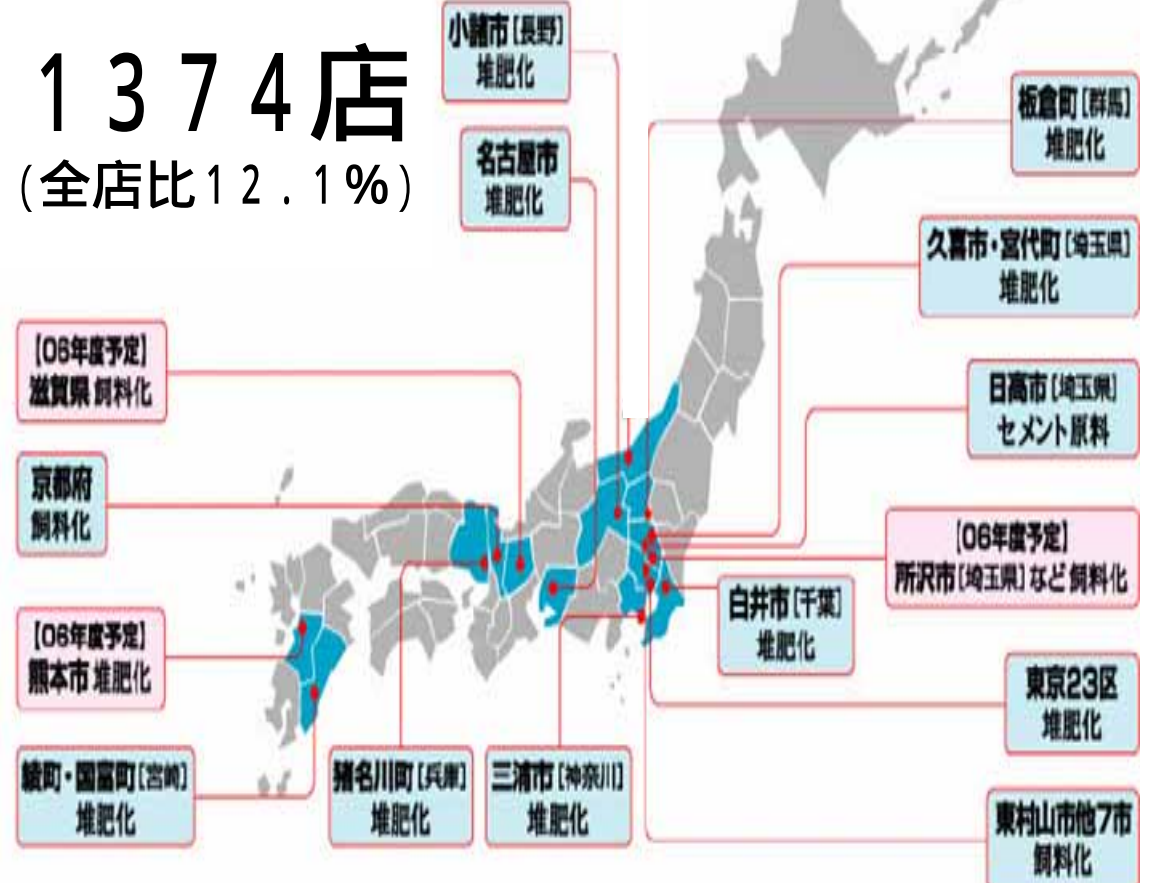 1374店
(全店比12.1%)
小諸市[長野]
堆肥化
名古屋市
堆肥化
板倉町[群馬]
堆肥化
久喜市・宮代町[埼玉県]
堆肥化
日高市[埼玉県]
セメント原料
【06年度予定】
所沢市[埼玉県]など飼料化
白井市[千葉]
堆肥化
東京23区
堆肥化
東村山市他7市
飼料化
【06年度予定】
滋賀県 飼料化
京都府
飼料化
【06年度予定】
熊本市 堆肥化
綾町・国富町[宮崎]
堆肥化
猪名川町[兵庫]
堆肥化
三浦市[神奈川]
堆肥化